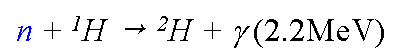 n + ¹H → ²H + γ (2.2MeV)